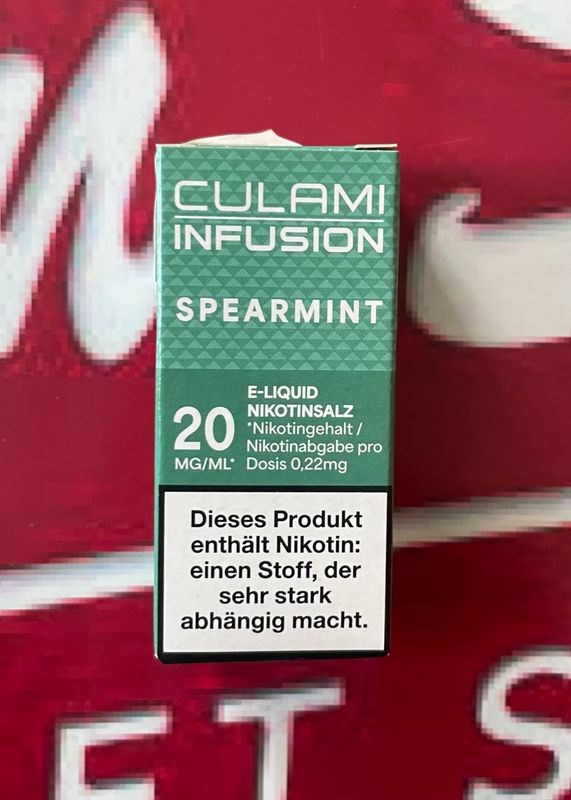 CULAMI
INFUSION
SPEARMINT
20
MG/ML*
E-LIQUID
NIKOTINSALZ
*Nikotingehalt /
Nikotinabgabe pro
Dosis 0,22mg
Dieses Produkt
enthält Nikotin:
einen Stoff, der
sehr stark
abhängig macht.